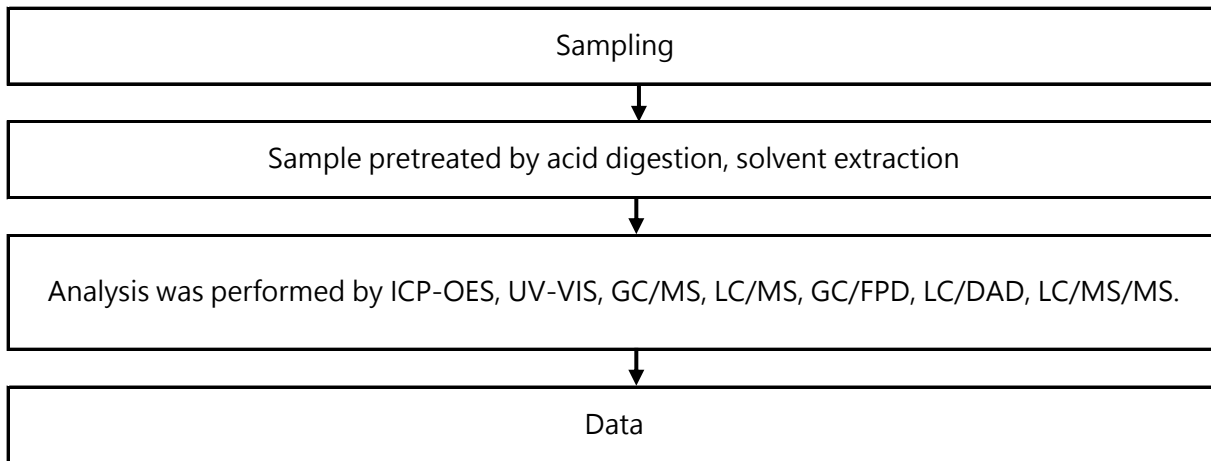 Sampling
Sample pretreated by acid digestion, solvent extraction
Analysis was performed by ICP-OES, UV-VIS, GC/MS, LC/MS, GC/FPD, LC/DAD, LC/MS/MS.
Data